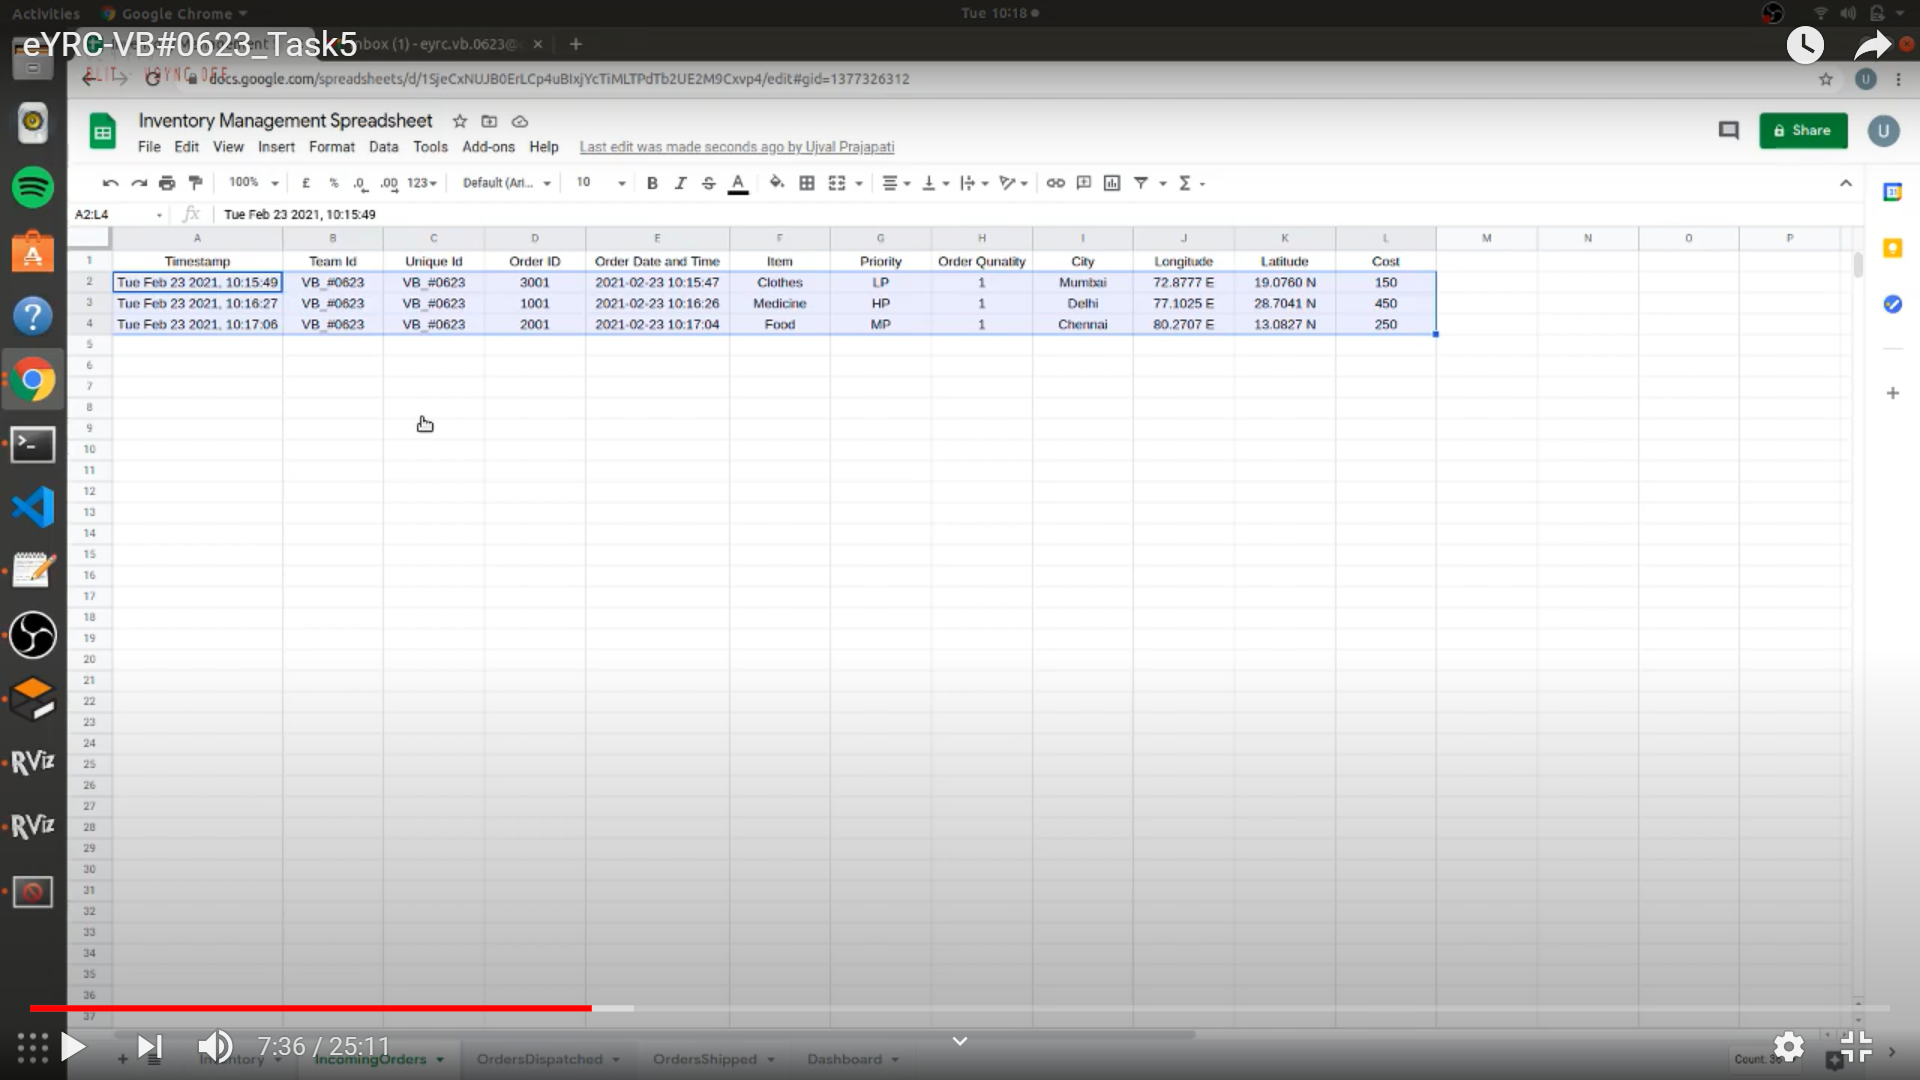 Activities Google Chrome Tue 10:18
eYRC-VB#0623_Task5
Inbox (1) - eyrc.vb.0623@
docs.google.com/spreadsheets/d/1SjeCxNUJB0ErLCp4uBIxjYcTiMLTPdTb2UE2M9Cxvp4/edit#gid=1377326312 U
Inventory Management Spreadsheet
Share U
File Edit View Insert Format Data Tools Add-ons Help Last edit was made seconds ago by Ujval Prajapati
100% £ % .0 .00 123 Default (Ari... 10 B I S A Σ
A2:L4 fx Tue Feb 23 2021, 10:15:49
A B C D E F G H I J K L M N O P
1 Timestamp Team Id Unique Id Order ID Order Date and Time Item Priority Order Qunality City Longitude Latitude Cost
2 Tue Feb 23 2021, 10:15:49 VB_#0623 VB_#0623 3001 2021-02-23 10:15:47 Clothes LP 1 Mumbai 72.8777 E 19.0760 N 150
3 Tue Feb 23 2021, 10:16:27 VB_#0623 VB_#0623 1001 2021-02-23 10:16:26 Medicine HP 1 Delhi 77.1025 E 28.7041 N 450
4 Tue Feb 23 2021, 10:17:06 VB_#0623 VB_#0623 2001 2021-02-23 10:17:04 Food MP 1 Chennai 80.2707 E 13.0827 N 250
5
6
7
8
9
10
11
12
13
14
15
16
17
18
19
20
21
22
23
24
25
26
27
28
29
30
31
32
33
34
35
36
37
RViz
RViz
7:36 / 25:11
Inventory IncomingOrders OrdersDispatched OrdersShipped Dashboard Count: